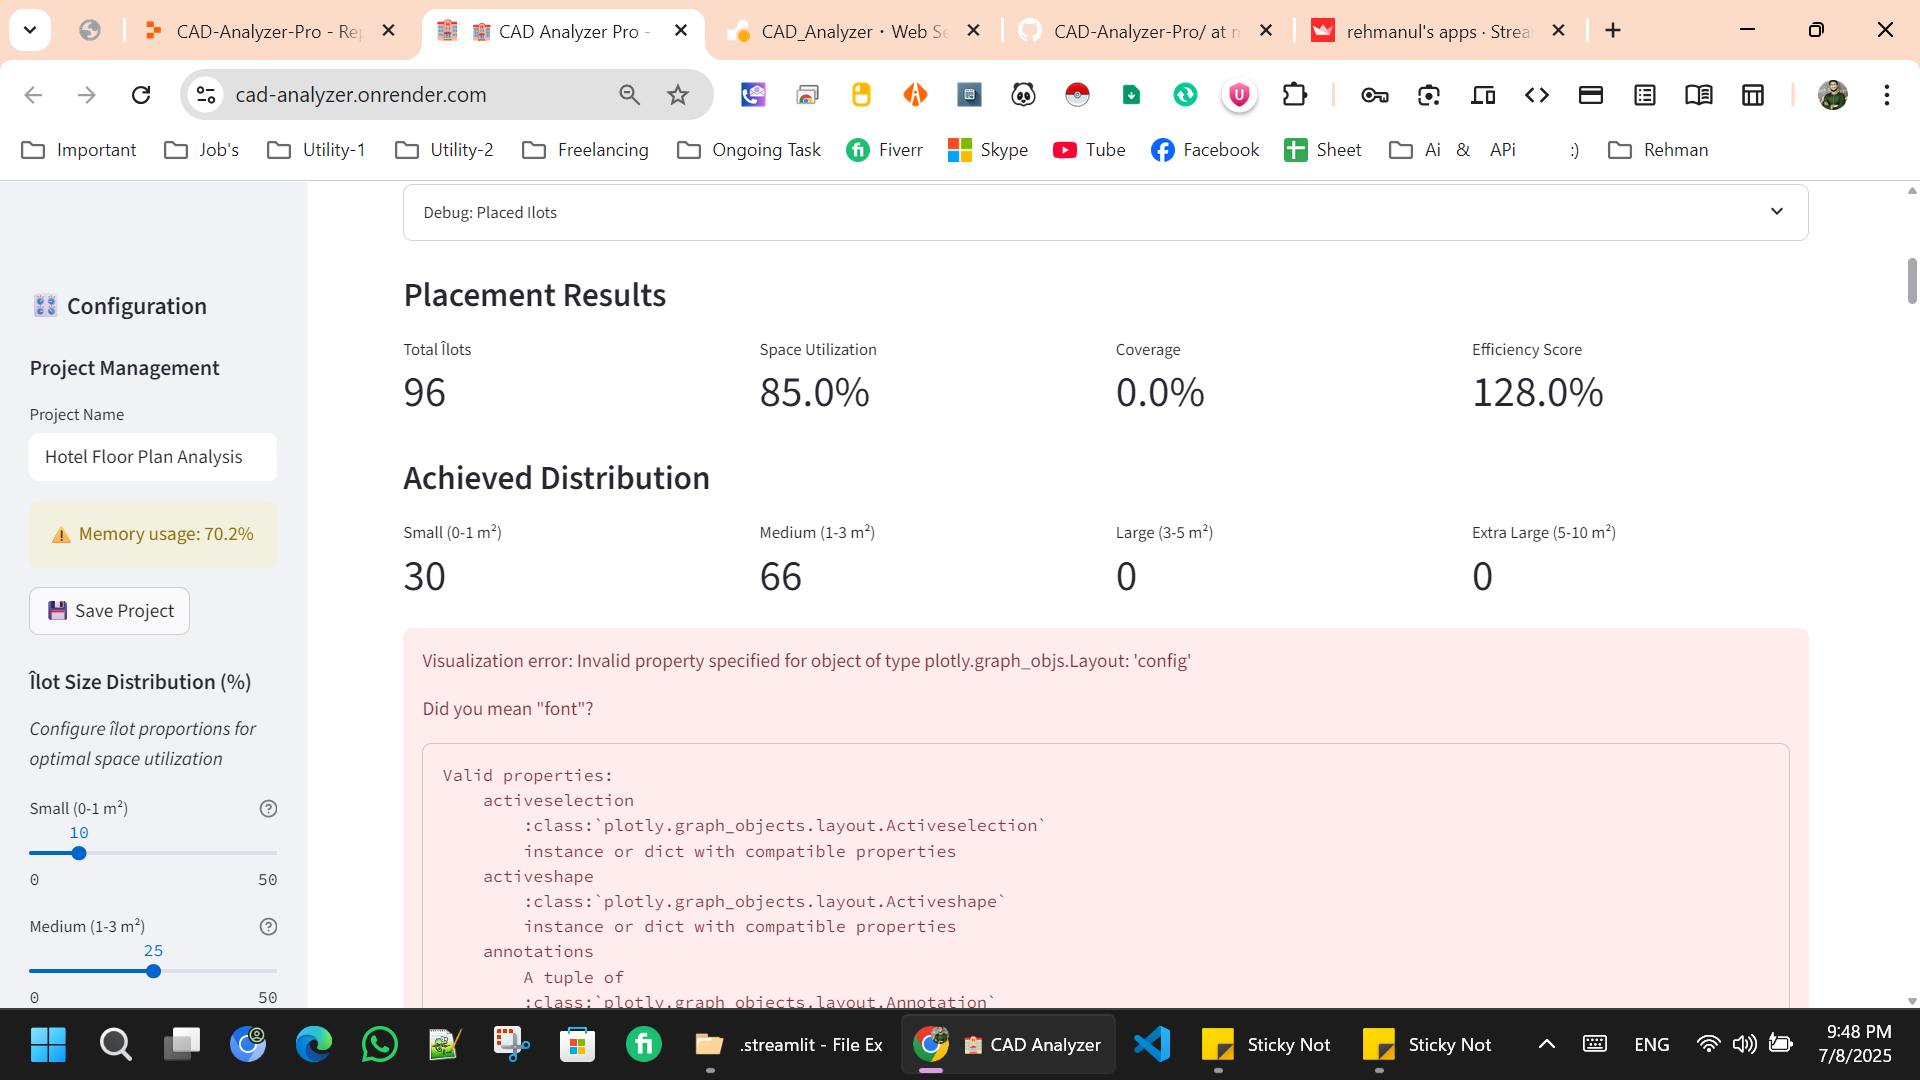 CAD-Analyzer-Pro - Rep
CAD Analyzer Pro -
CAD_Analyzer · Web Se
CAD-Analyzer-Pro/ at n
rehmanul's apps · Strea
cad-analyzer.onrender.com
Important
Job's
Utility-1
Utility-2
Freelancing
Ongoing Task
Fiverr
Skype
Tube
Facebook
Sheet
Ai & APi
:)
Rehman
Configuration
Project Management
Project Name
Hotel Floor Plan Analysis
Memory usage: 70.2%
Save Project
Îlot Size Distribution (%)
Configure îlot proportions for
optimal space utilization
Small (0-1 m²)
10
0 50
Medium (1-3 m²)
25
0 50
Debug: Placed Ilots
Placement Results
Total Îlots
96
Space Utilization
85.0%
Coverage
0.0%
Efficiency Score
128.0%
Achieved Distribution
Small (0-1 m²)
30
Medium (1-3 m²)
66
Large (3-5 m²)
0
Extra Large (5-10 m²)
0
Visualization error: Invalid property specified for object of type plotly.graph_objs.Layout: 'config'
Did you mean "font"?
Valid properties:
activeselection
:class:`plotly.graph_objects.layout.Activeselection`
instance or dict with compatible properties
activeshape
:class:`plotly.graph_objects.layout.Activeshape`
instance or dict with compatible properties
annotations
A tuple of
:class:`plotly.graph_objects.layout.Annotation`
.streamlit - File Ex
CAD Analyzer
Sticky Not
Sticky Not
ENG
9:48 PM
7/8/2025